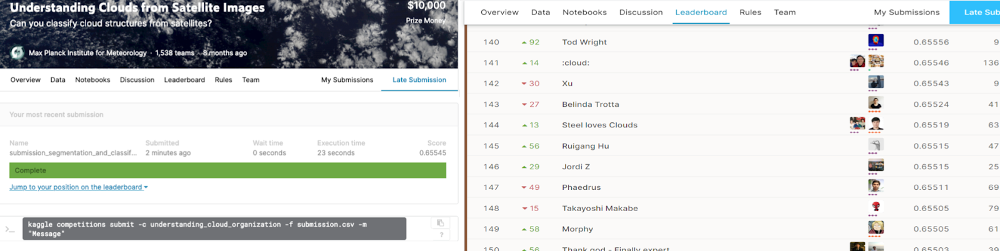 Understanding Clouds from Satellite Images
$10,000
Can you classify cloud structures from satellites?
Prize Money
Max Planck Institute for Meteorology · 1,538 teams · 8 months ago
Overview Data Notebooks Discussion Leaderboard Rules Team My Submissions Late Submission
Your most recent submission
Name Submitted Wait time Execution time Score
submission_segmentation_and_classif... 2 minutes ago 0 seconds 23 seconds 0.65545
Complete
Jump to your position on the leaderboard
>_ kaggle competitions submit -c understanding_cloud_organization -f submission.csv -m
"Message"
?
Overview Data Notebooks Discussion Leaderboard Rules Team My Submissions Late Sub
140 92 Tod Wright 0.65556 9
141 14 :cloud: 0.65546 136
142 30 Xu 0.65543 9
143 27 Belinda Trotta 0.65524 41
144 13 Steel loves Clouds 0.65519 63
145 56 Ruigang Hu 0.65515 47
146 29 Jordi Z 0.65515 25
147 49 Phaedrus 0.65511 69
148 15 Takayoshi Makabe 0.65505 79
149 58 Morphy 0.65505 61
150 56 Thank god - Finally expert 0.65503 39